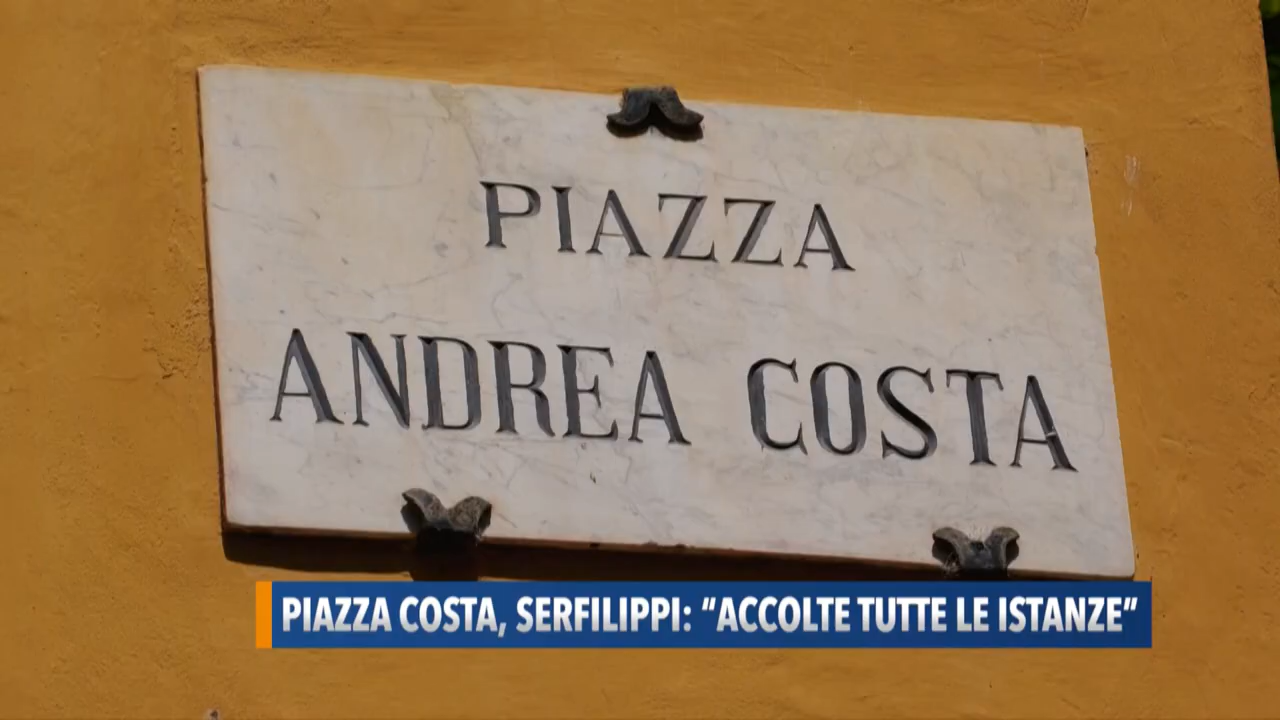 PIAZZA
ANDREA COSTA
PIAZZA COSTA, SERFILIPPI: “ACCOLTE TUTTE LE ISTANZE”